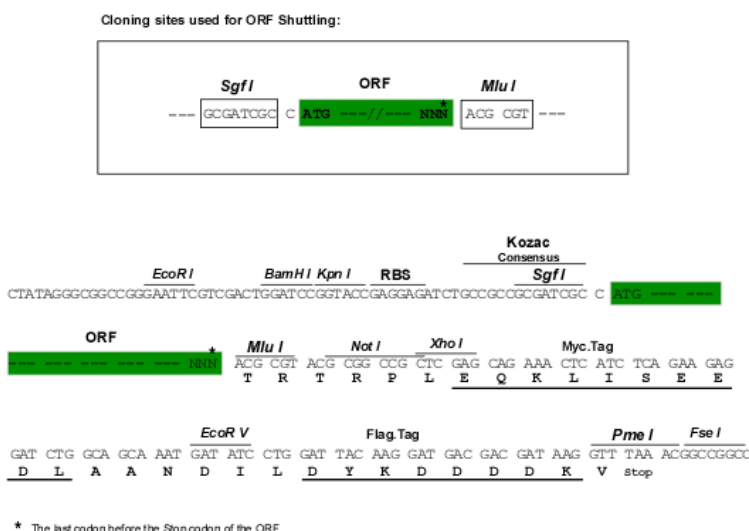 Cloning sites used for ORF Shuttling:
Sgf I ORF Mlu I
--- GCGATCGC C ATG ---//--- NNN* ACG CGT ---
Kozac
Consensus
EcoR I BamH I Kpn I RBS Sgf I
CTATAGGGCGGCCGGGAATTCGTCGACTGGATCCGGTACCGAGGAGATCTGCCGCCGCGATCGC C ATG --- ---
ORF Mlu I Not I Xho I Myc.Tag
--- --- --- --- --- --- NNN* ACG CGT ACG CGG CCG CTC GAG CAG AAA CTC ATC TCA GAA GAG
T R T R P L E Q K L I S E E
EcoR V Flag.Tag Pme I Fse I
GAT CTG GCA GCA AAT GAT ATC CTG GAT TAC AAG GAT GAC GAC GAT AAG GTT TAA ACGGCCGGCC
D L A A N D I L D Y K D D D D K V Stop
* The last codon before the Stop codon of the ORF